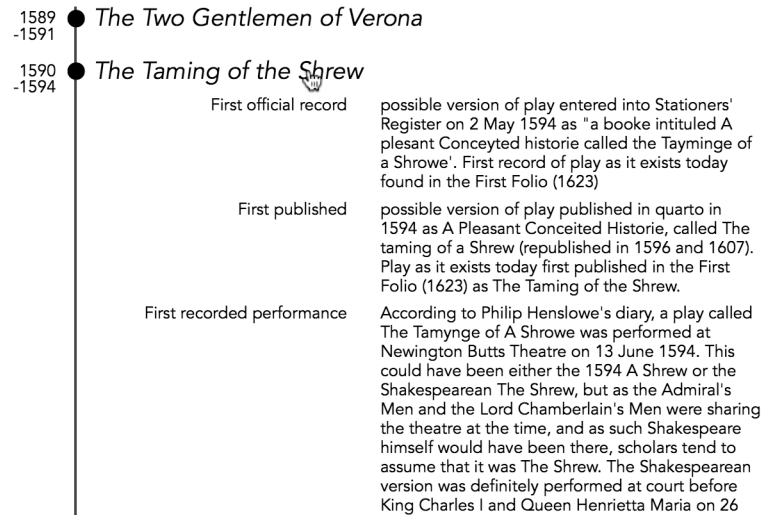 1589
-1591
The Two Gentlemen of Verona
1590
-1594
The Taming of the Shrew
First official record
possible version of play entered into Stationers'
Register on 2 May 1594 as "a booke intituled A
plesant Conceyted historie called the Tayminge of
a Shrowe'. First record of play as it exists today
found in the First Folio (1623)
First published
possible version of play published in quarto in
1594 as A Pleasant Conceited Historie, called The
taming of a Shrew (republished in 1596 and 1607).
Play as it exists today first published in the First
Folio (1623) as The Taming of the Shrew.
First recorded performance
According to Philip Henslowe's diary, a play called
The Tamynge of A Shrowe was performed at
Newington Butts Theatre on 13 June 1594. This
could have been either the 1594 A Shrew or the
Shakespearean The Shrew, but as the Admiral's
Men and the Lord Chamberlain's Men were sharing
the theatre at the time, and as such Shakespeare
himself would have been there, scholars tend to
assume that it was The Shrew. The Shakespearean
version was definitely performed at court before
King Charles I and Queen Henrietta Maria on 26